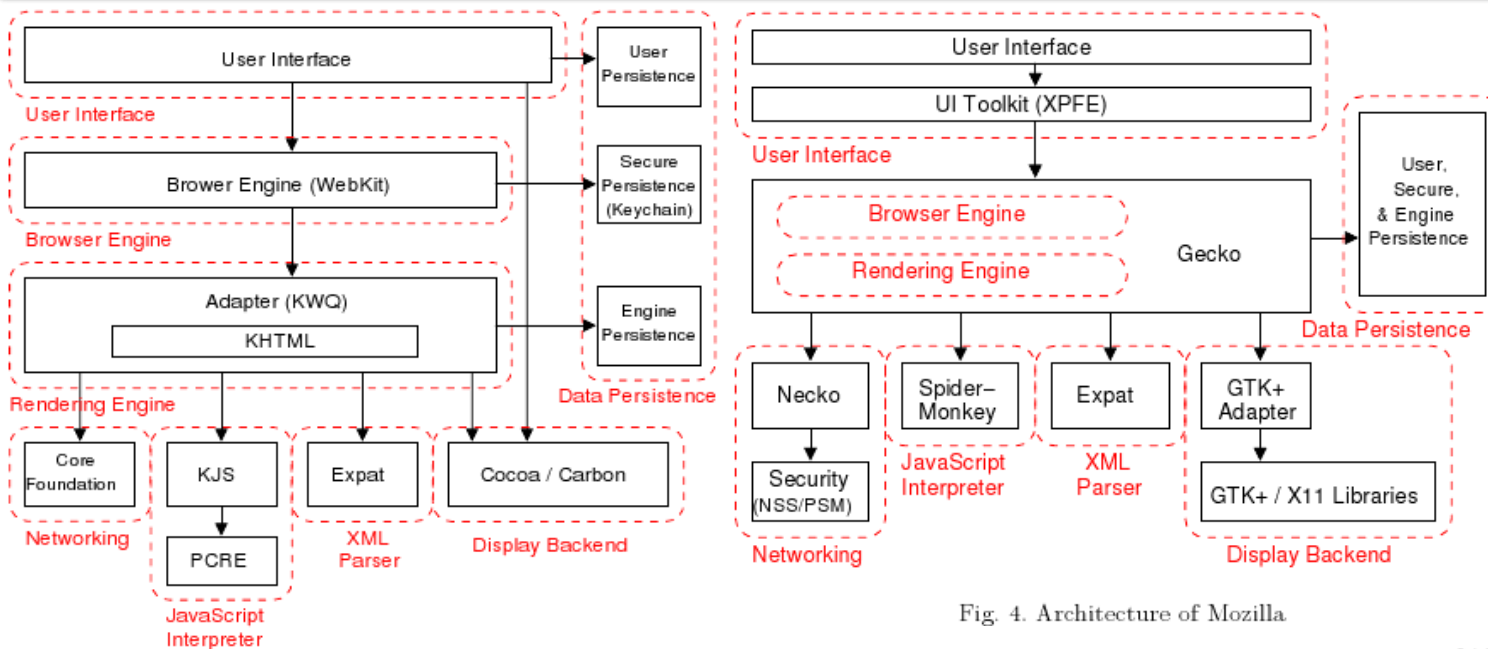 User Interface
User
Persistence
User Interface
Brower Engine (WebKit)
Secure
Persistence
(Keychain)
Browser Engine
Adapter (KWQ)
KHTML
Engine
Persistence
Rendering Engine
Data Persistence
Core
Foundation
KJS
Expat
Cocoa / Carbon
Networking
PCRE
XML
Parser
Display Backend
JavaScript
Interpreter
User Interface
UI Toolkit (XPFE)
User Interface
Browser Engine
Rendering Engine
Gecko
User,
Secure,
& Engine
Persistence
Data Persistence
Necko
Spider–
Monkey
Expat
GTK+
Adapter
Security
(NSS/PSM)
JavaScript
Interpreter
XML
Parser
GTK+ / X11 Libraries
Networking
Display Backend
Fig. 4. Architecture of Mozilla